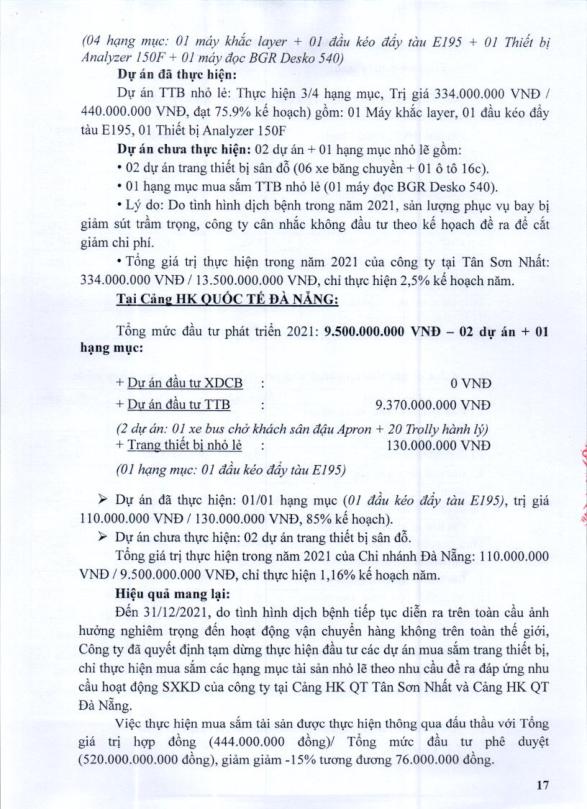 (04 hạng mục: 01 máy khắc layer + 01 đầu kéo đẩy tàu E195 + 01 Thiết bị
Analyzer 150F + 01 máy đọc BGR Desko 540)
Dự án đã thực hiện:
Dự án TTB nhỏ lẻ: Thực hiện 3/4 hạng mục, Trị giá 334.000.000 VNĐ /
440.000.000 VNĐ, đạt 75.9% kế hoạch) gồm: 01 Máy khắc layer, 01 đầu kéo đẩy
tàu E195, 01 Thiết bị Analyzer 150F
Dự án chưa thực hiện: 02 dự án + 01 hạng mục nhỏ lẽ gồm:
• 02 dự án trang thiết bị sân đỗ (06 xe băng chuyền + 01 ô tô 16c).
• 01 hạng mục mua sắm TTB nhỏ lẻ (01 máy đọc BGR Desko 540).
• Lý do: Do tình hình dịch bệnh trong năm 2021, sản lượng phục vụ bay bị
giảm sút trầm trọng, công ty cân nhắc không đầu tư theo kế hoạch đề ra để cắt
giảm chi phí.
• Tổng giá trị thực hiện trong năm 2021 của công ty tại Tân Sơn Nhất:
334.000.000 VNĐ / 13.500.000.000 VNĐ, chỉ thực hiện 2,5% kế hoạch năm.
Tại Cảng HK QUỐC TẾ ĐÀ NẴNG:
Tổng mức đầu tư phát triển 2021: 9.500.000.000 VNĐ – 02 dự án + 01
hạng mục:
+ Dự án đầu tư XDCB : 0 VNĐ
+ Dự án đầu tư TTB : 9.370.000.000 VNĐ
(2 dự án: 01 xe bus chở khách sân đậu Apron + 20 Trolly hành lý)
+ Trang thiết bị nhỏ lẻ : 130.000.000 VNĐ
(01 hạng mục: 01 đầu kéo đẩy tàu E195)
➢ Dự án đã thực hiện: 01/01 hạng mục (01 đầu kéo đẩy tàu E195), trị giá
110.000.000 VNĐ / 130.000.000 VNĐ, 85% kế hoạch).
➢ Dự án chưa thực hiện: 02 dự án trang thiết bị sân đỗ.
Tổng giá trị thực hiện trong năm 2021 của Chi nhánh Đà Nẵng: 110.000.000
VNĐ / 9.500.000.000 VNĐ, chỉ thực hiện 1,16% kế hoạch năm.
Hiệu quả mang lại:
Đến 31/12/2021, do tình hình dịch bệnh tiếp tục diễn ra trên toàn cầu ảnh
hưởng nghiêm trọng đến hoạt động vận chuyển hàng không trên toàn thế giới,
Công ty đã quyết định tạm dừng thực hiện đầu tư các dự án mua sắm trang thiết bị,
chỉ thực hiện mua sắm các hạng mục tài sản nhỏ lẽ theo nhu cầu đề ra đáp ứng nhu
cầu hoạt động SXKD của công ty tại Cảng HK QT Tân Sơn Nhất và Cảng HK QT
Đà Nẵng.
Việc thực hiện mua sắm tài sản được thực hiện thông qua đấu thầu với Tổng
giá trị hợp đồng (444.000.000 đồng)/ Tổng mức đầu tư phê duyệt
(520.000.000.000 đồng), giảm giảm -15% tương đương 76.000.000 đồng.
17